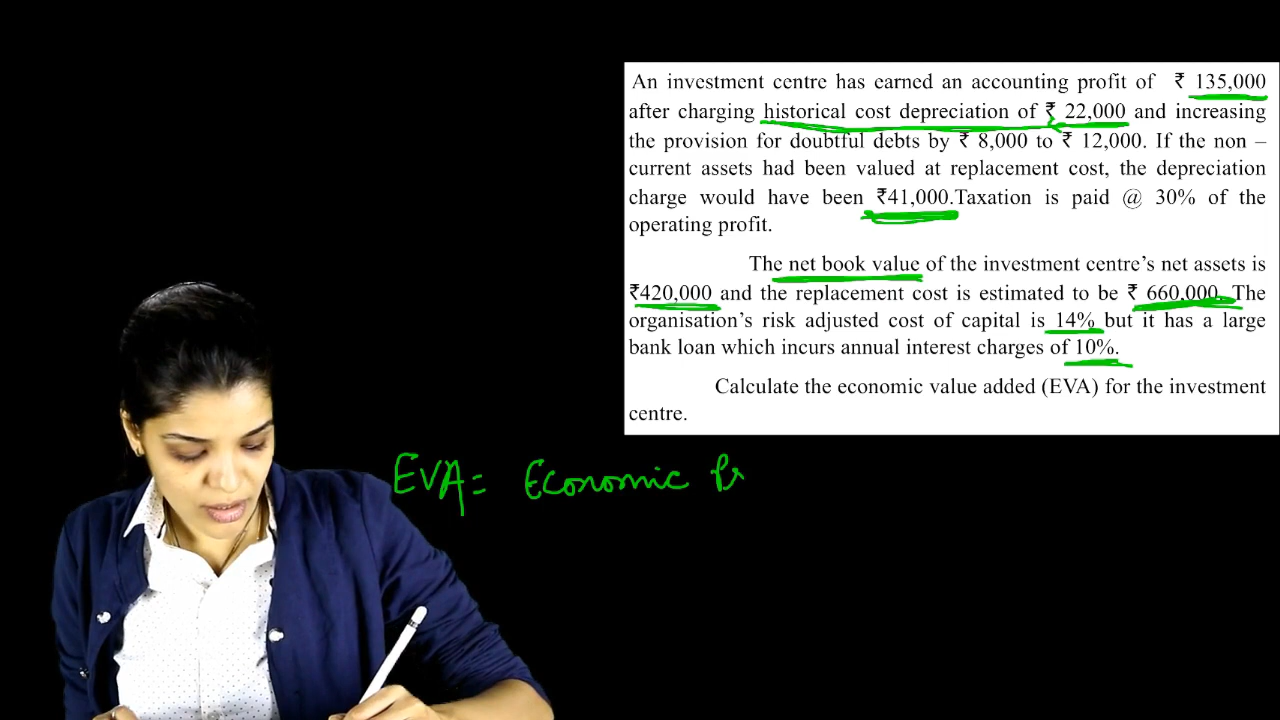 An investment centre has earned an accounting profit of ₹ 135,000
after charging historical cost depreciation of ₹ 22,000 and increasing
the provision for doubtful debts by ₹ 8,000 to ₹ 12,000. If the non –
current assets had been valued at replacement cost, the depreciation
charge would have been ₹41,000.Taxation is paid @ 30% of the
operating profit.
The net book value of the investment centre's net assets is
₹420,000 and the replacement cost is estimated to be ₹ 660,000. The
organisation's risk adjusted cost of capital is 14% but it has a large
bank loan which incurs annual interest charges of 10%.
Calculate the economic value added (EVA) for the investment
centre.
EVA= Economic Pr